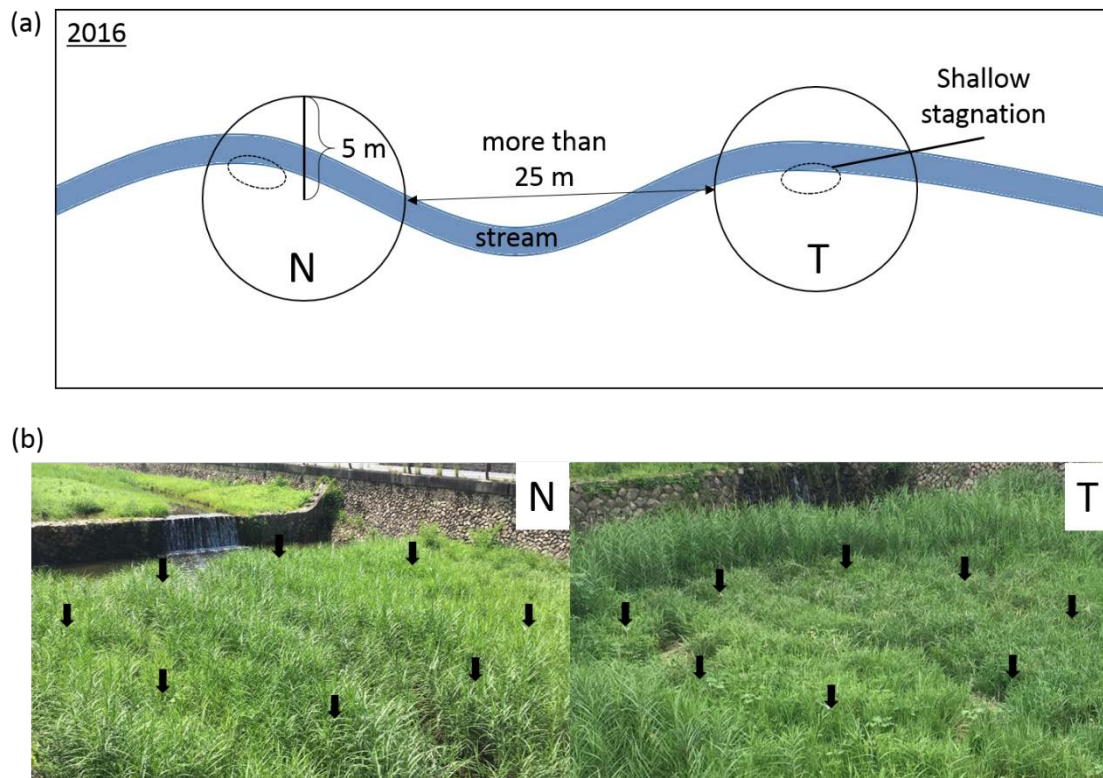 (a)
2016
5 m
more than
25 m
Shallow
stagnation
stream
N
T
(b)
N
T